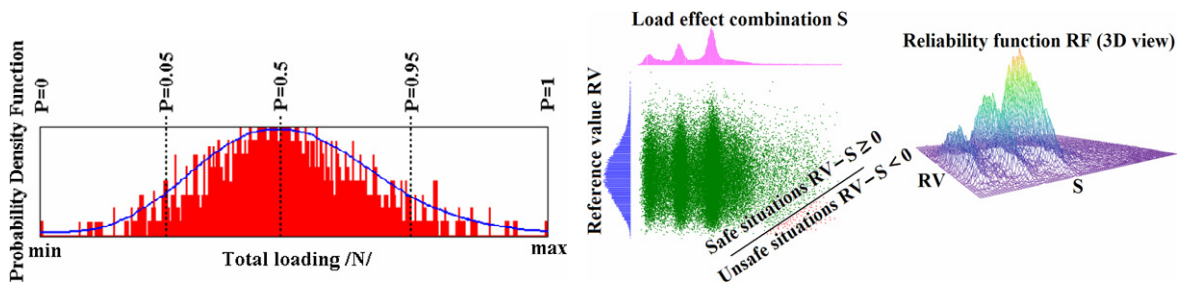 Probability Density Function
P=0
P=0.05
P=0.5
P=0.95
P=1
min
Total loading /N/
max
Load effect combination S
Reference value RV
Safe situations RV−S ≥ 0
Unsafe situations RV−S < 0
Reliability function RF (3D view)
RV
S